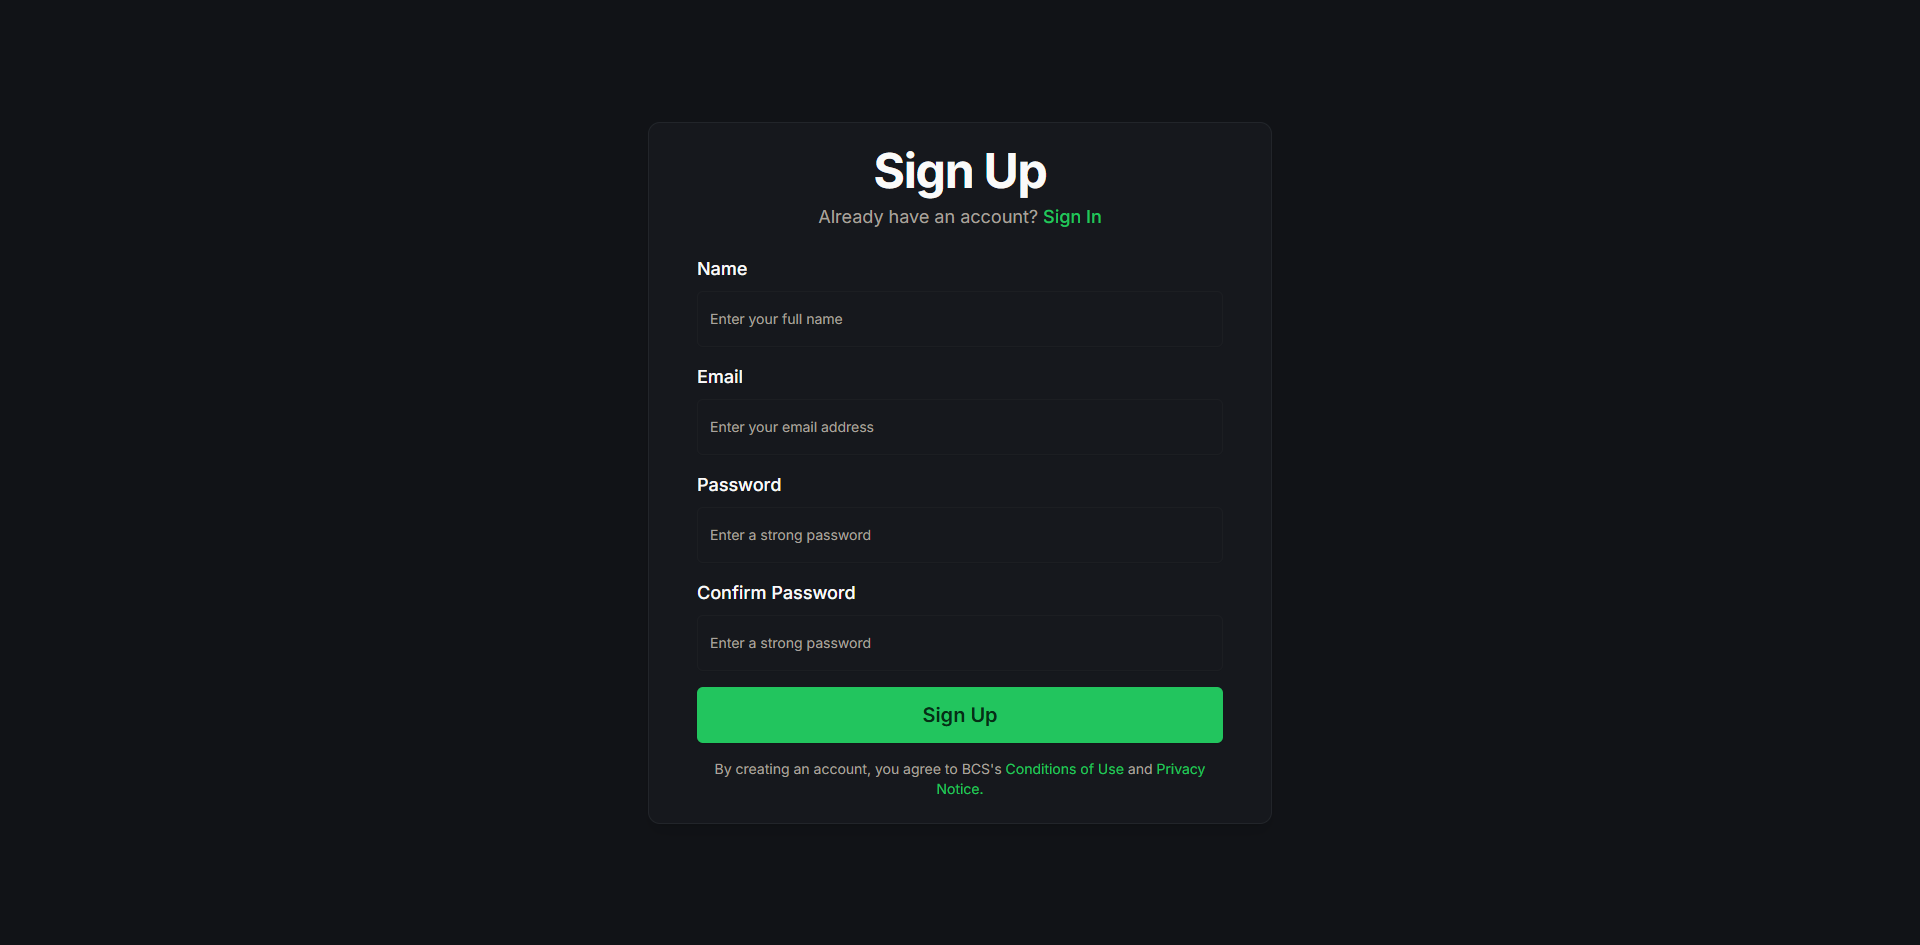 Sign Up
Already have an account? Sign In
Name
Enter your full name
Email
Enter your email address
Password
Enter a strong password
Confirm Password
Enter a strong password
Sign Up
By creating an account, you agree to BCS's Conditions of Use and Privacy
Notice.